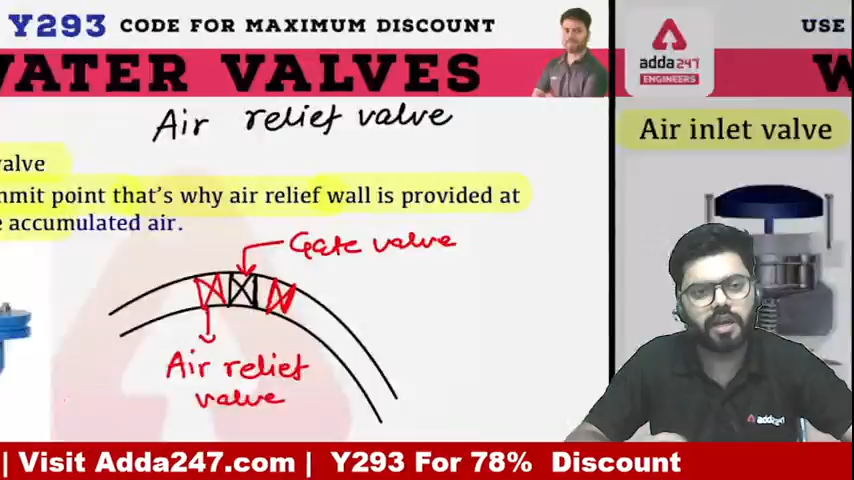 Y293 CODE FOR MAXIMUM DISCOUNT
USE
WATER VALVES
adda247
ENGINEERS
W
Air relief valve
Air inlet valve
valve
mmit point that's why air relief wall is provided at
e accumulated air.
Gate valve
Air relief
valve
adda247
| Visit Adda247.com | Y293 For 78% Discount